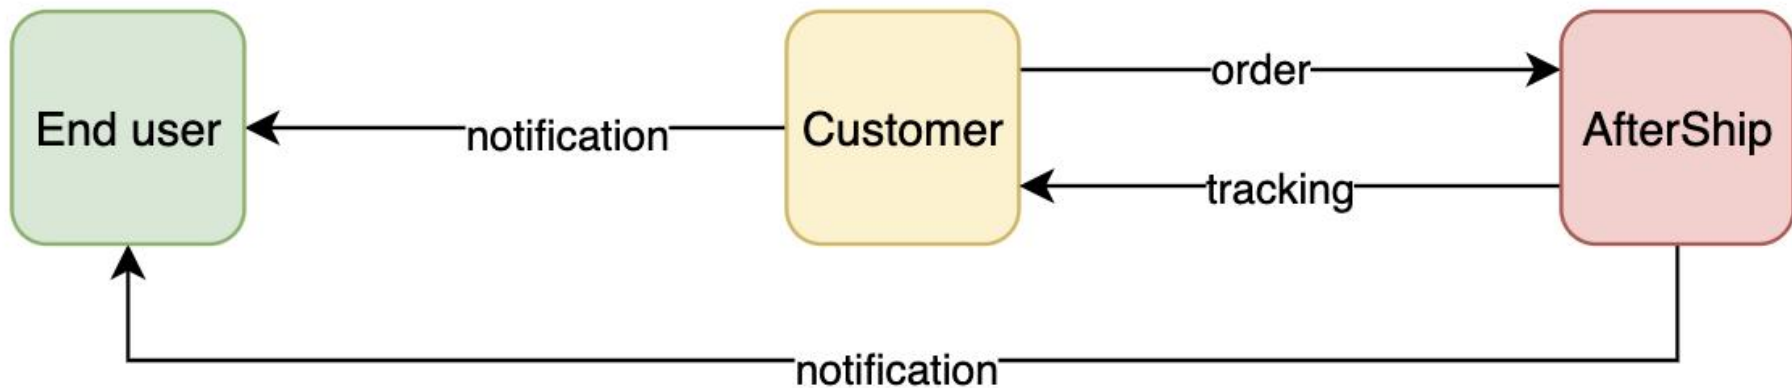 order
End user
notification
Customer
AfterShip
tracking
notification